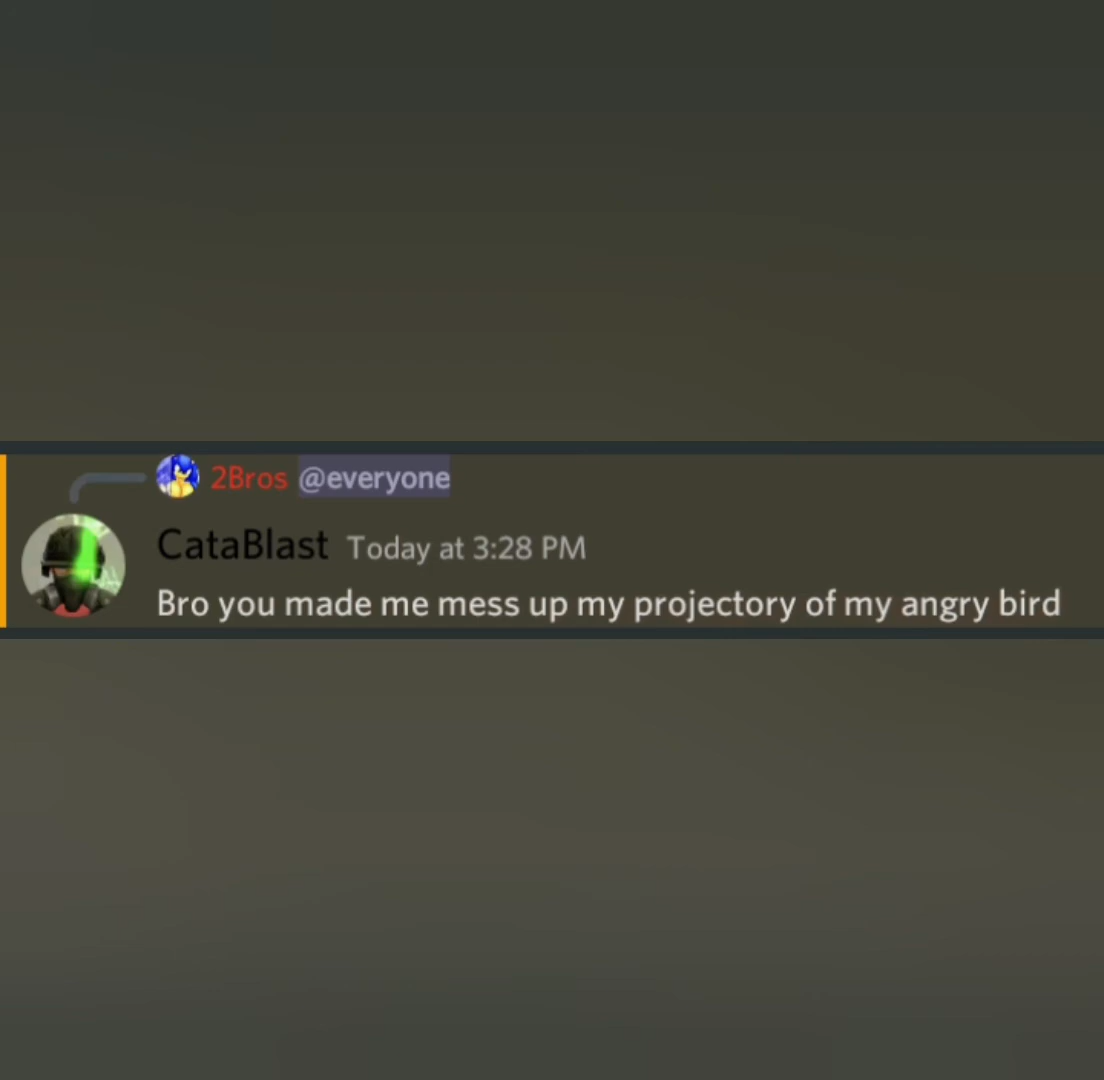 2Bros @everyone
CataBlast Today at 3:28 PM
Bro you made me mess up my projectory of my angry bird